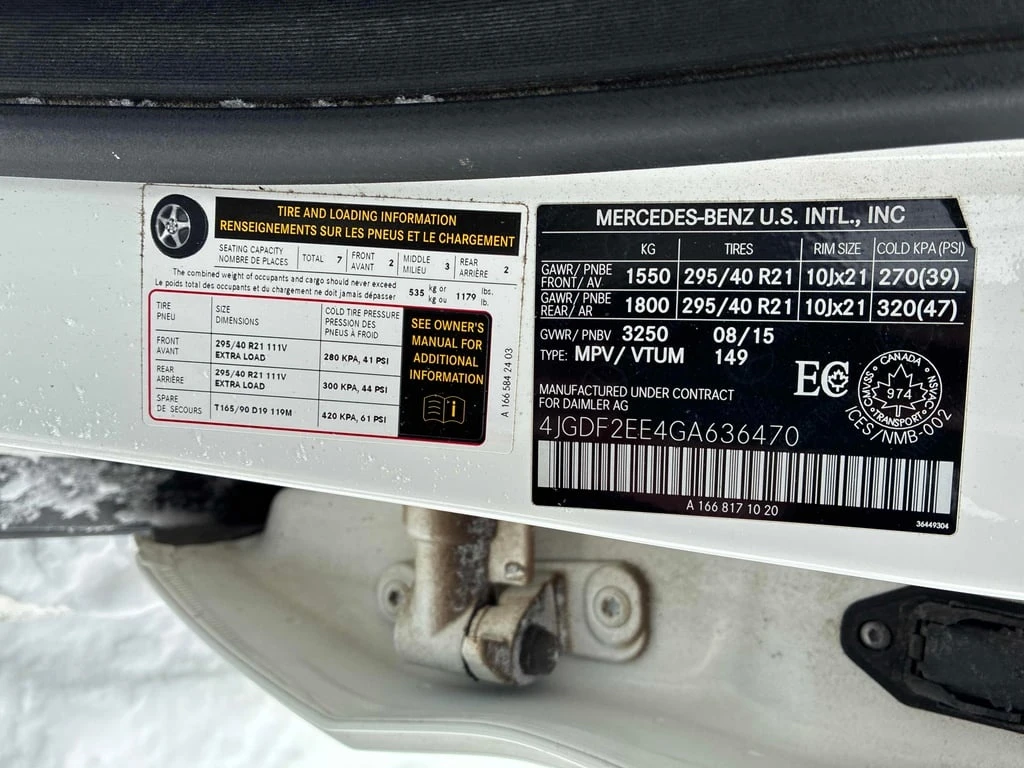 TIRE AND LOADING INFORMATION
RENSEIGNEMENTS SUR LES PNEUS ET LE CHARGEMENT
SEATING CAPACITY NOMBRE DE PLACES TOTAL 7 FRONT AVANT 2 MIDDLE MILIEU 3 REAR ARRIÈRE 2
The combined weight of occupants and cargo should never exceed
Le poids total des occupants et du chargement ne doit jamais dépasser 535 kg or kg ou 1179 lbs. lb.
TIRE PNEU SIZE DIMENSIONS COLD TIRE PRESSURE PRESSION DES PNEUS À FROID
FRONT AVANT 295/40 R21 111V EXTRA LOAD 280 KPA, 41 PSI
REAR ARRIÈRE 295/40 R21 111V EXTRA LOAD 300 KPA, 44 PSI
SPARE DE SECOURS T165/90 D19 119M 420 KPA, 61 PSI
SEE OWNER'S
MANUAL FOR
ADDITIONAL
INFORMATION
i
A 166 584 24 03
MERCEDES-BENZ U.S. INTL., INC
KG TIRES RIM SIZE COLD KPA (PSI)
GAWR/ PNBE FRONT/ AV 1550 295/40 R21 10Jx21 270(39)
GAWR/ PNBE REAR/ AR 1800 295/40 R21 10Jx21 320(47)
GVWR/ PNBV 3250 08/15
TYPE: MPV/ VTUM 149
MANUFACTURED UNDER CONTRACT
FOR DAIMLER AG
EC
CANADA
CMVSS
NSVAC
974
TRANSPORT
ICES/NMB-002
4JGDF2EE4GA636470
A 166 817 10 20
36449304